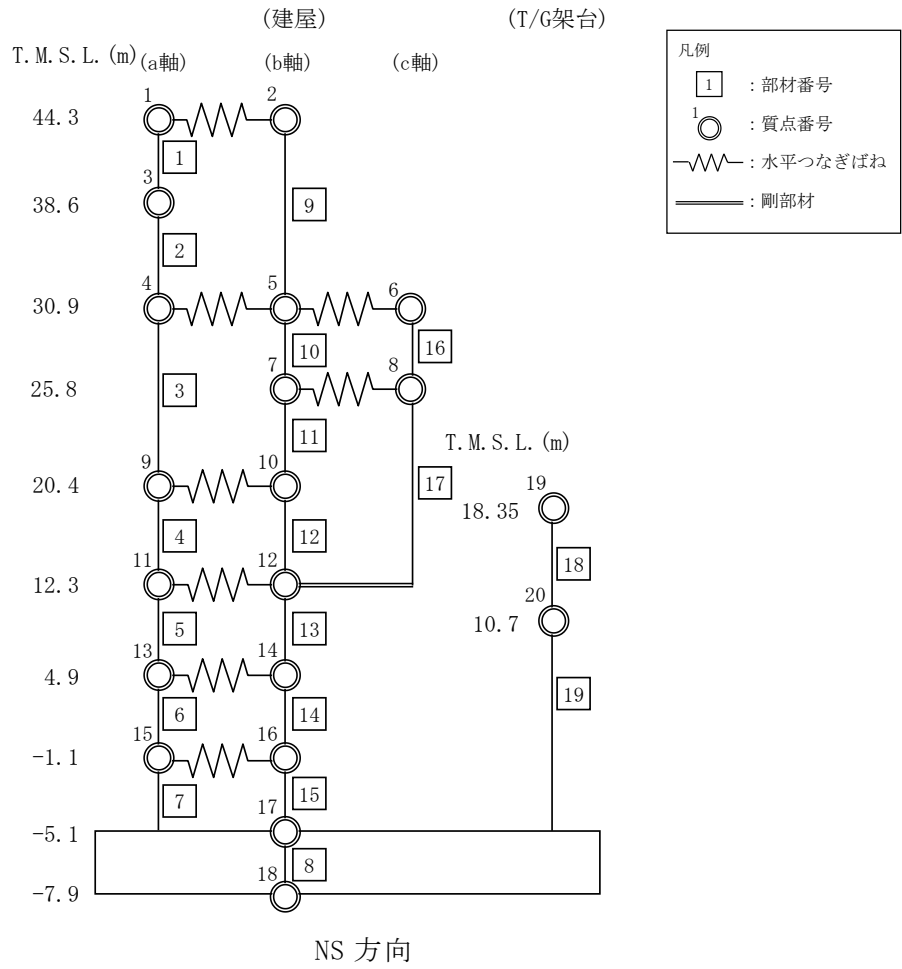 (建屋) (T/G架台)
T.M.S.L.(m) (a軸) (b軸) (c軸)
凡例
1 : 部材番号
1 : 質点番号
: 水平つなぎばね
: 剛部材
44.3 1 2
1
38.6 3 9
2
30.9 4 5 6
10 16
25.8 3 7 8
11
T.M.S.L.(m)
20.4 9 10 17 19
18.35
4 12 18
12.3 11 12 20
10.7
5 13
4.9 13 14 19
6 14
-1.1 15 16
7 15
-5.1 17
8
-7.9 18
NS 方向